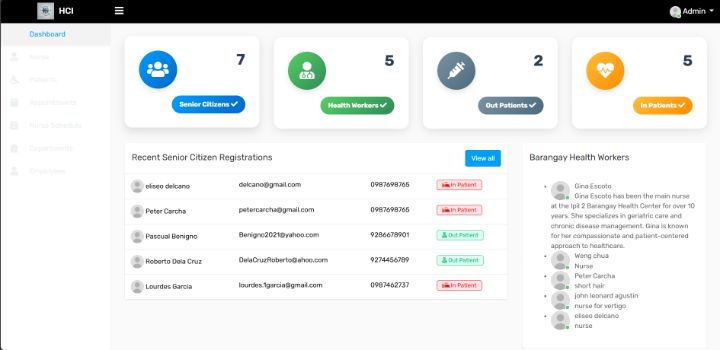 HCI
Admin
Dashboard
Nurse
Patients
Appointments
Nurse Schedule
Departments
Employees
7
Senior Citizens
5
Health Workers
2
Out Patients
5
In Patients
Recent Senior Citizen Registrations
View all
eliseo delcano delcano@gmail.com 0987698765 In Patient
Peter Carcha petercarcha@gmail.com 0987698765 In Patient
Pascual Benigno Benigno2021@yahoo.com 9286678901 Out Patient
Roberto Dela Cruz DelaCruzRoberto@ahoo.com 9274456789 Out Patient
Lourdes Garcia lourdes.1garcia@gmail.com 0987462737 In Patient
Barangay Health Workers
Gina Escoto
Gina Escoto has been the main nurse
at the Ipil 2 Barangay Health Center for over 10
years. She specializes in geriatric care and
chronic disease management. Gina is known
for her compassionate and patient-centered
approach to healthcare.
Weng chua
Nurse
Peter Carcha
short hair
john leonard agustin
nurse for vertigo
eliseo delcano
nurse